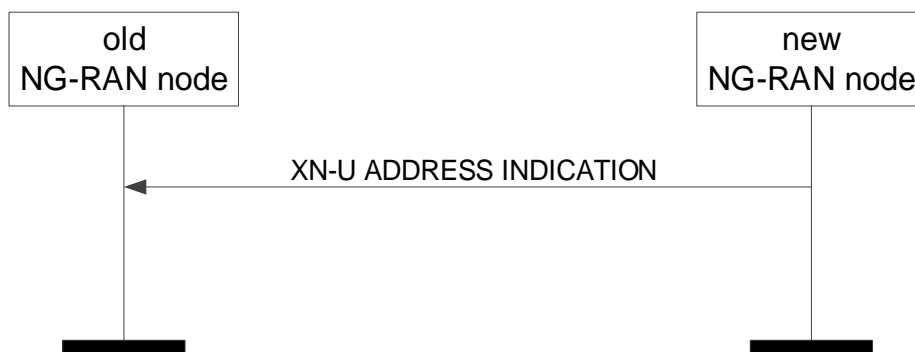 old
NG-RAN node
new
NG-RAN node
XN-U ADDRESS INDICATION